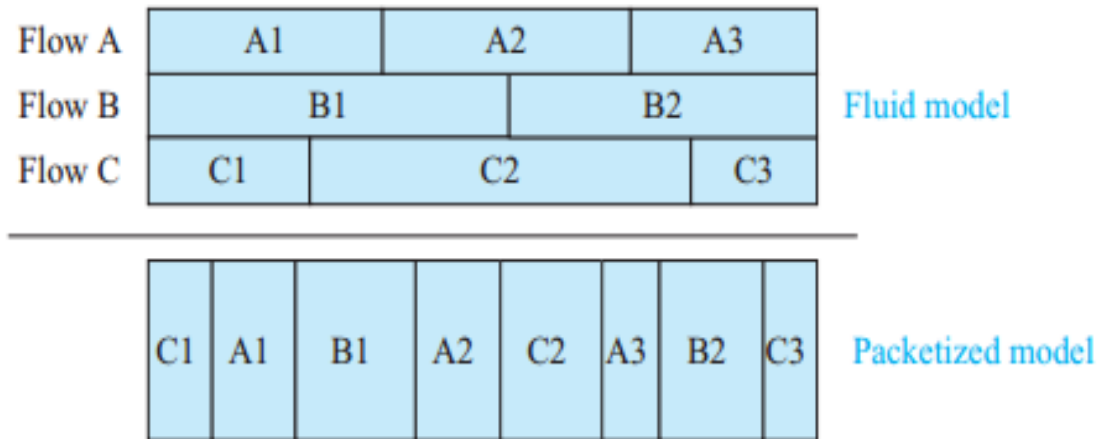 Flow A A1 A2 A3
Flow B B1 B2 Fluid model
Flow C C1 C2 C3
C1 A1 B1 A2 C2 A3 B2 C3 Packetized model